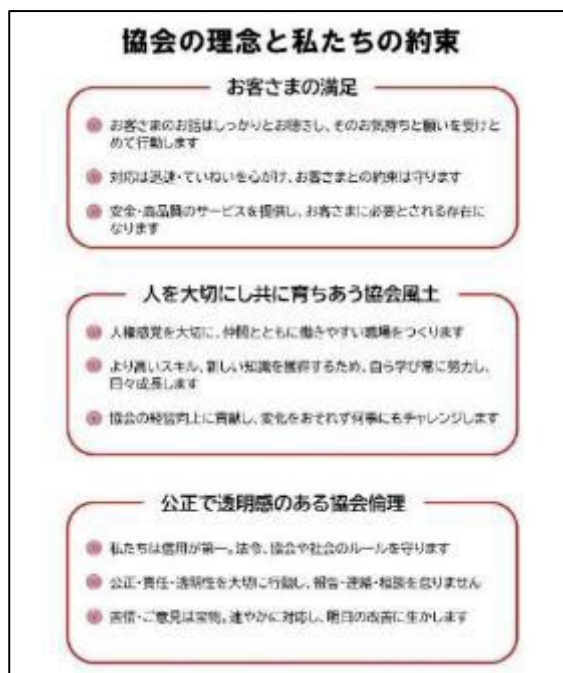 協会の理念と私たちの約束
お客さまの満足
お客さまのお話はしっかりとお聴きし、そのお気持ちと願いを受けと
めて行動します
対応は迅速・ていねいを心がけ、お客さまとの約束は守ります
安全・高品質のサービスを提供し、お客さまに必要とされる存在に
なります
人を大切にし共に育ちあう協会風土
人権感覚を大切に、仲間とともに働きやすい職場をつくります
より高いスキル、新しい知識を獲得するため、自ら学び常に努力し、
日々成長します
協会の経営向上に貢献し、変化をおそれず何事にもチャレンジします
公正で透明感のある協会倫理
私たちは信用が第一。法令、協会や社会のルールを守ります
公正・責任・透明性を大切に行動し、報告・連絡・相談を怠りません
苦情・ご意見は宝物。速やかに対応し、明日の改善に生かします